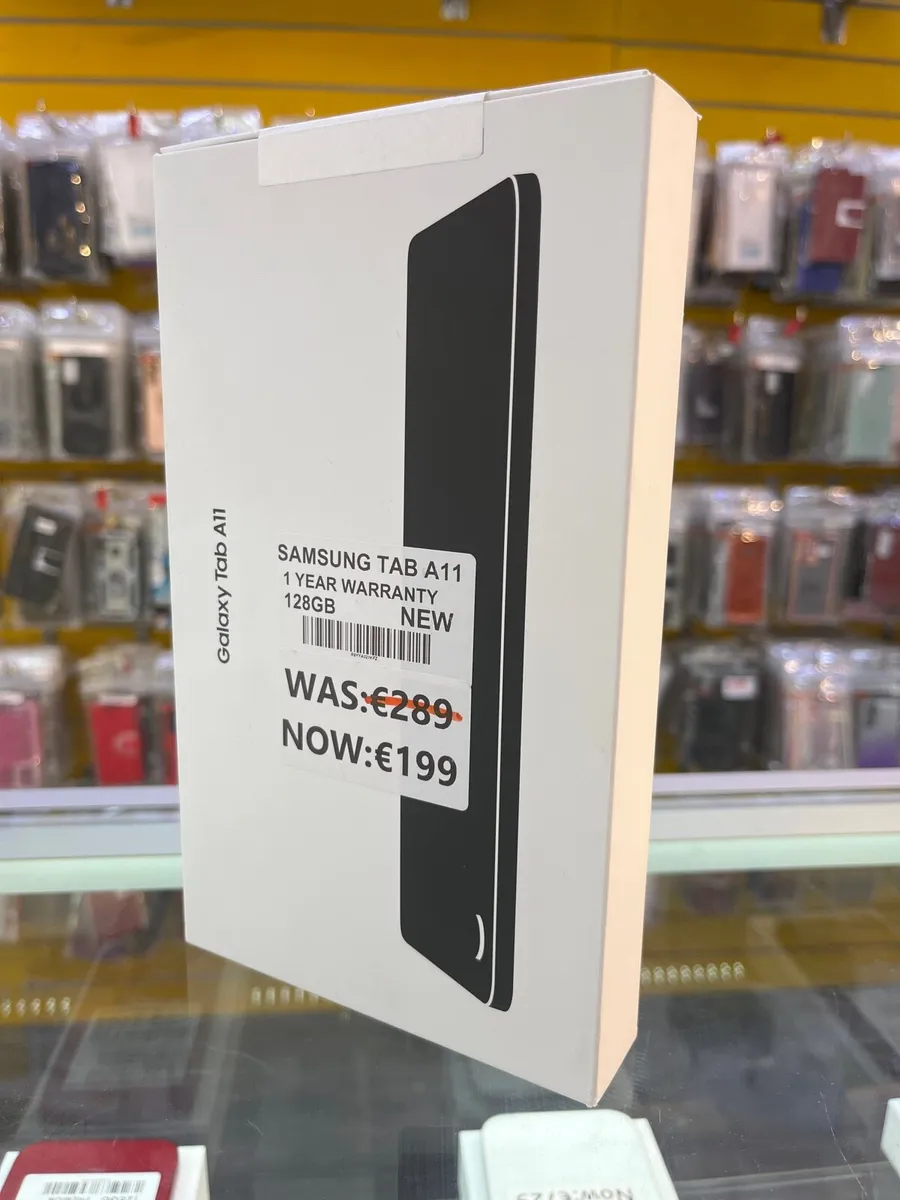 Galaxy Tab A11
SAMSUNG TAB A11
1 YEAR WARRANTY
128GB NEW
WAS:€289
NOW:€199